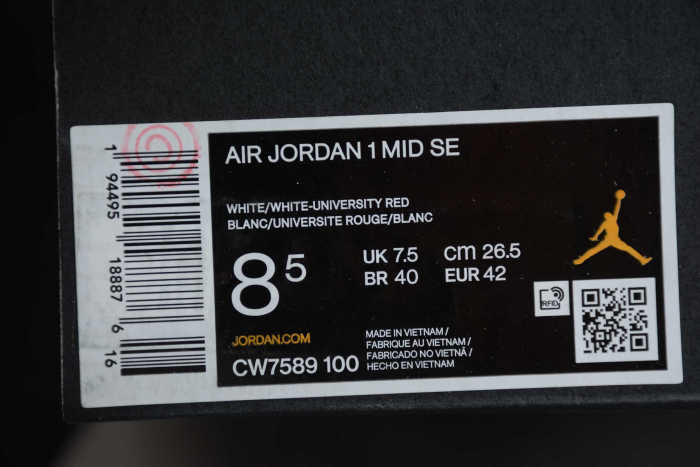 AIR JORDAN 1 MID SE
WHITE/WHITE-UNIVERSITY RED
BLANC/UNIVERSITE ROUGE/BLANC
8 5
UK 7.5 cm 26.5
BR 40 EUR 42
RFID
JORDAN.COM
CW7589 100
MADE IN VIETNAM /
FABRIQUE AU VIETNAM /
FABRICADO NO VIETNÃ /
HECHO EN VIETNAM
1 94495 18887 6 16